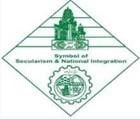 Symbol of
Secularism & National Integration